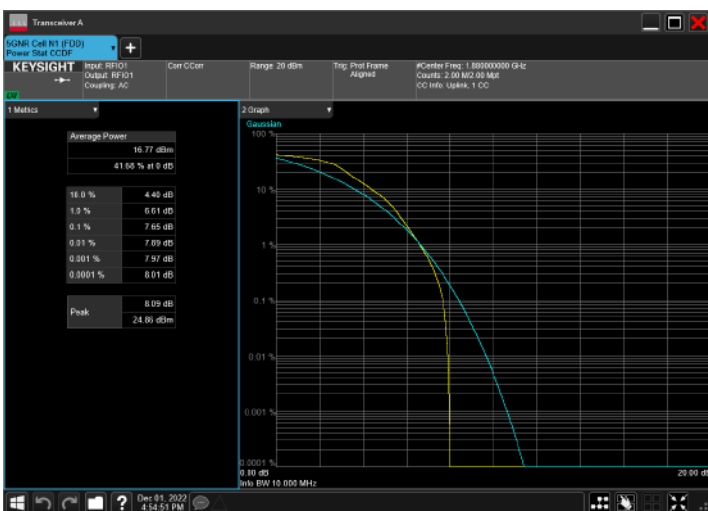 Transceiver A
5GNR Cell N1 (FDD)
Power Stat CCDF
KEYSIGHT
Input: RFIO1
Output: RFIO1
Coupling: AC
Corr CCorr
Range: 20 dBm
Trig: Prot Frame
Aligned
#Center Freq: 1.880000000 GHz
Counts: 2.00 M/2.00 Mpt
CC Info: Uplink, 1 CC
1 Metrics
Average Power
16.77 dBm
41.58 % at 0 dB
10.0 % 4.40 dB
1.0 % 6.61 dB
0.1 % 7.65 dB
0.01 % 7.89 dB
0.001 % 7.97 dB
0.0001 % 8.01 dB
Peak
8.09 dB
24.86 dBm
2 Graph
Gaussian
100 %
10 %
1 %
0.1 %
0.01 %
0.001 %
0.0001 %
0.00 dB
20.00 dB
Info BW 10.000 MHz
Dec 01, 2022
4:54:51 PM